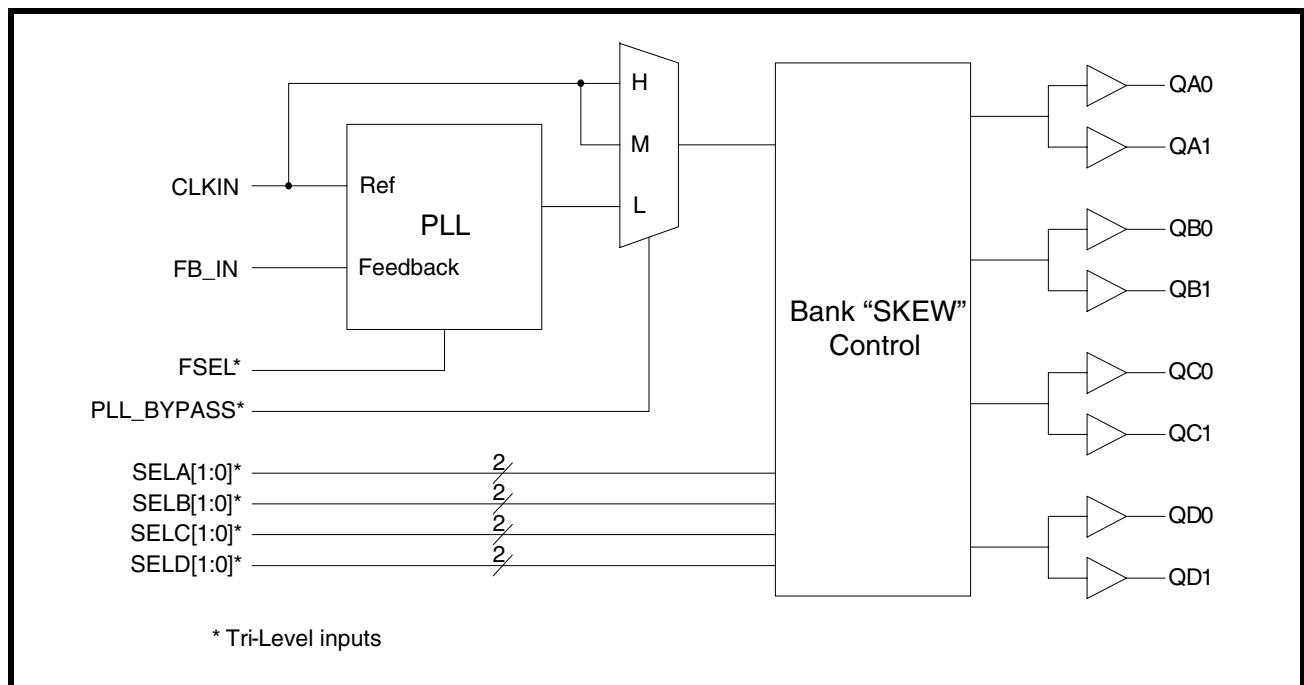 H
M
L
CLKIN
Ref
PLL
FB_IN
Feedback
FSEL*
PLL_BYPASS*
SELA[1:0]*
2
SELB[1:0]*
2
SELC[1:0]*
2
SELD[1:0]*
2
* Tri-Level inputs
Bank “SKEW”
Control
QA0
QA1
QB0
QB1
QC0
QC1
QD0
QD1